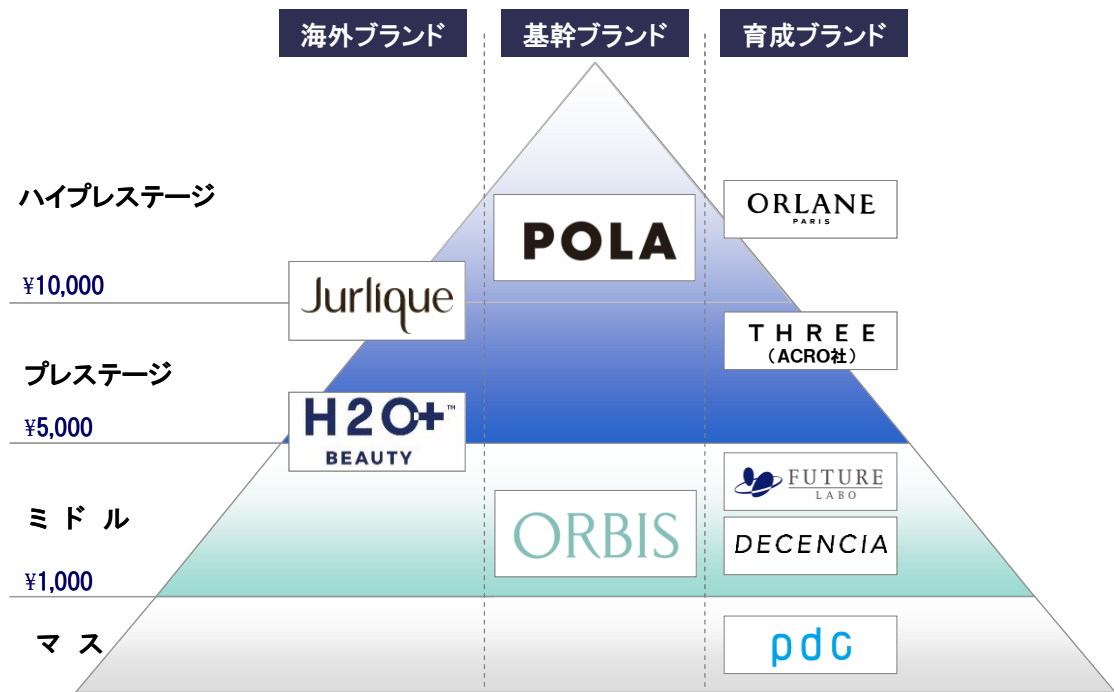 海外ブランド
基幹ブランド
育成ブランド
ハイプレステージ
ORLANE
PARIS
POLA
¥10,000
Jurlique
THREE
(ACRO社)
プレステージ
H2O+™
BEAUTY
¥5,000
FUTURE
LABO
ミドル
ORBIS
DECENCIA
¥1,000
マス
pdc